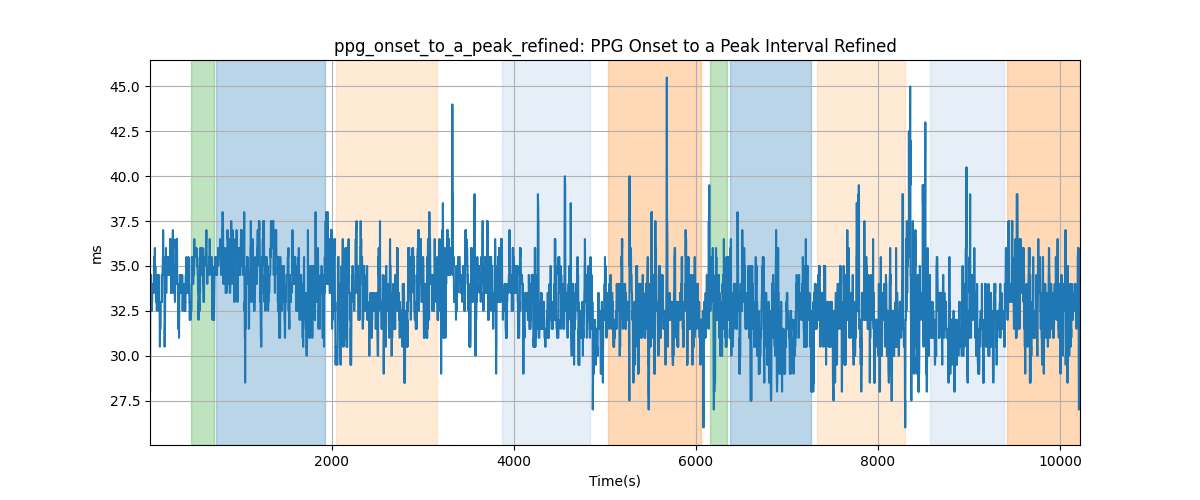 ppg_onset_to_a_peak_refined: PPG Onset to a Peak Interval Refined
45.0
42.5
40.0
37.5
35.0
32.5
30.0
27.5
ms
2000 4000 6000 8000 10000
Time(s)